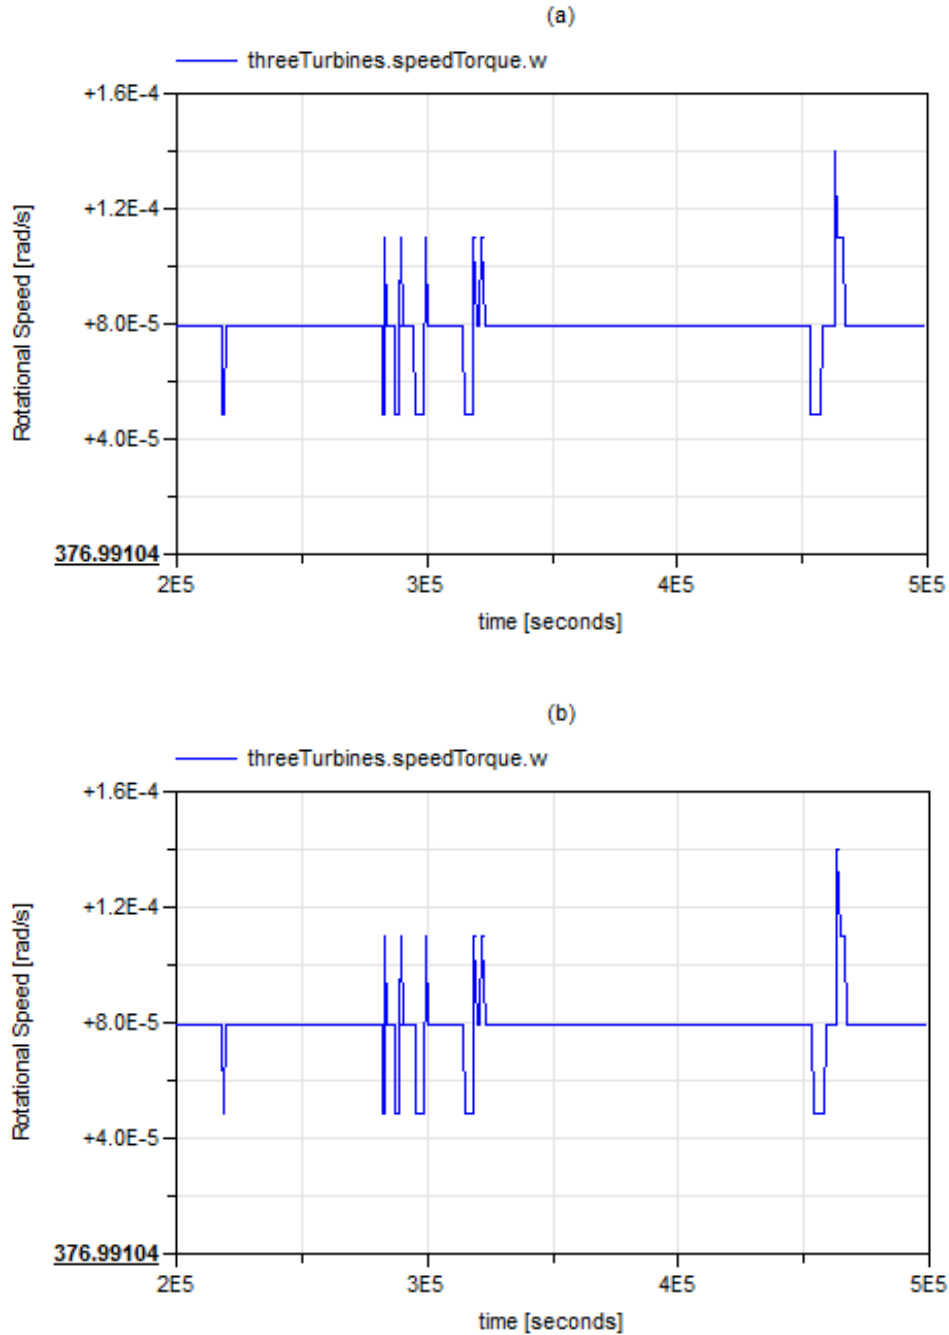 (a)
threeTurbines.speedTorque.w
+1.6E-4
+1.2E-4
+8.0E-5
+4.0E-5
376.99104
Rotational Speed [rad/s]
2E5 3E5 4E5 5E5
time [seconds]
(b)
threeTurbines.speedTorque.w
+1.6E-4
+1.2E-4
+8.0E-5
+4.0E-5
376.99104
Rotational Speed [rad/s]
2E5 3E5 4E5 5E5
time [seconds]